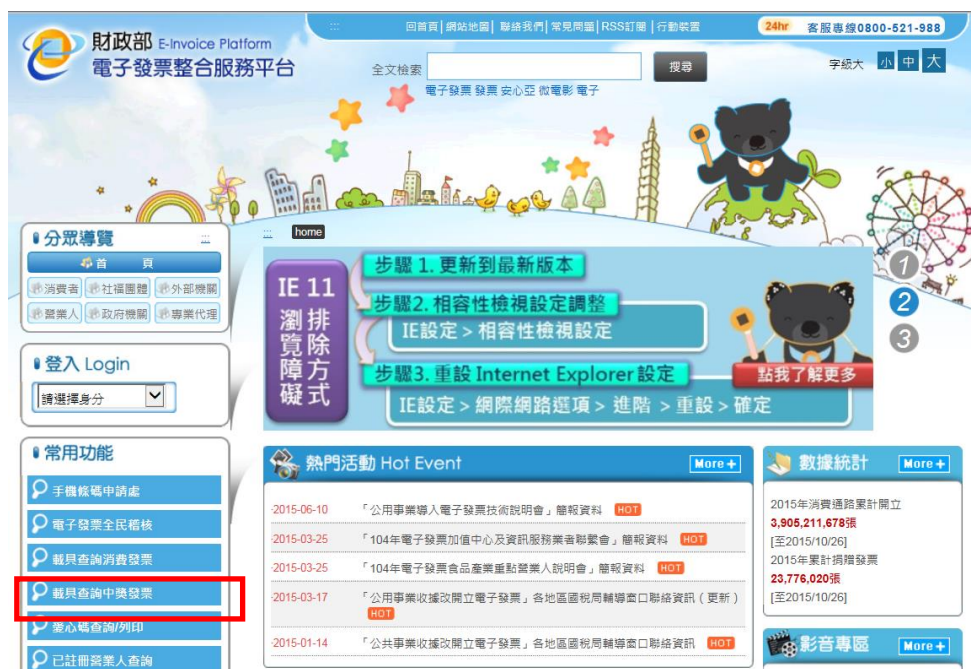 財政部 E-Invoice Platform
電子發票整合服務平台
:::
回首頁|網站地圖| 聯絡我們|常見問題|RSS訂閱|行動裝置
24hr 客服專線0800-521-988
全文檢索
搜尋
字級大 小 中 大
電子發票 發票 安心亞 微電影 電子
分眾導覽
:::
首 頁
消費者 社福團體 外部機關
營業人 政府機關 專業代理
登入 Login
請選擇身分
常用功能
手機條碼申請處
電子發票全民稽核
載具查詢消費發票
載具查詢中獎發票
愛心碼查詢/列印
已註冊營業人查詢
::: home
IE 11
瀏覽障礙
排除方式
步驟 1. 更新到最新版本
步驟2. 相容性檢視設定調整
IE設定 > 相容性檢視設定
步驟3. 重設 Internet Explorer 設定
IE設定 > 網際網路選項 > 進階 > 重設 > 確定
點我了解更多
1
2
3
熱門活動 Hot Event
More +
2015-06-10 「公用事業導入電子發票技術說明會」簡報資料 HOT
2015-03-25 「104年電子發票加值中心及資訊服務業者聯繫會」簡報資料 HOT
2015-03-25 「104年電子發票食品產業重點營業人說明會」簡報資料 HOT
2015-03-17 「公用事業收據改開立電子發票」各地區國稅局輔導窗口聯絡資訊（更新）
HOT
2015-01-14 「公共事業收據改開立電子發票」各地區國稅局輔導窗口聯絡資訊 HOT
數據統計
More +
2015年消費通路累計開立
3,905,211,678張
[至2015/10/26]
2015年累計捐贈發票
23,776,020張
[至2015/10/26]
影音專區
More +